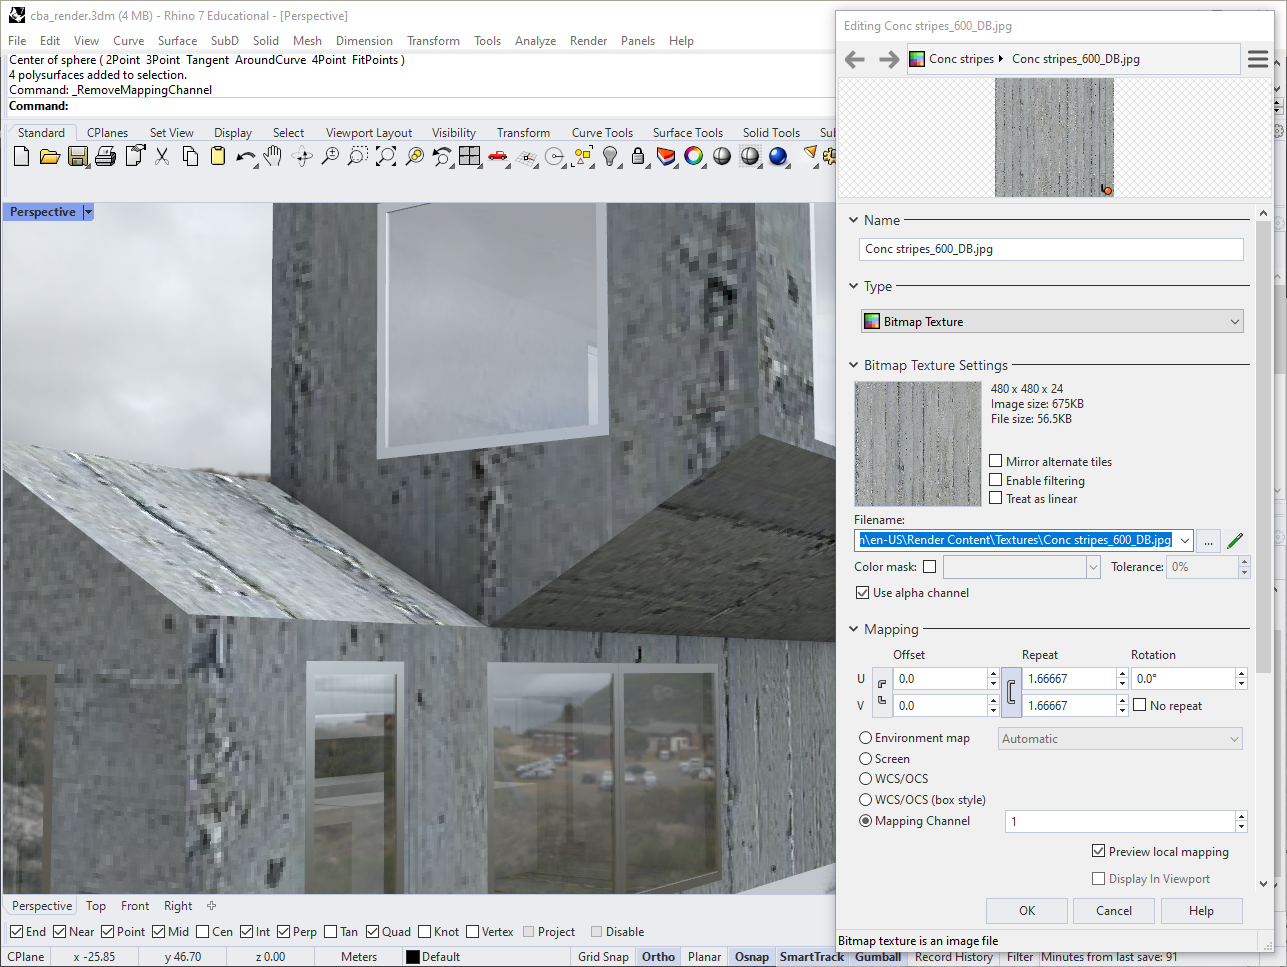 cba_render.3dm (4 MB) - Rhino 7 Educational - [Perspective]
File Edit View Curve Surface SubD Solid Mesh Dimension Transform Tools Analyze Render Panels Help
Center of sphere ( 2Point 3Point Tangent AroundCurve 4Point FitPoints )
4 polysurfaces added to selection.
Command: _RemoveMappingChannel
Command:
Standard CPlanes Set View Display Select Viewport Layout Visibility Transform Curve Tools Surface Tools Solid Tools
Perspective
Editing Conc stripes_600_DB.jpg
Conc stripes Conc stripes_600_DB.jpg
Name
Conc stripes_600_DB.jpg
Type
Bitmap Texture
Bitmap Texture Settings
480 x 480 x 24
Image size: 675KB
File size: 56.5KB
Mirror alternate tiles
Enable filtering
Treat as linear
Filename:
n\en-US\Render Content\Textures\Conc stripes_600_DB.jpg
...
Color mask: Tolerance: 0%
Use alpha channel
Mapping
Offset Repeat Rotation
U 0.0 1.66667 0.0°
V 0.0 1.66667 No repeat
Environment map Automatic
Screen
WCS/OCS
WCS/OCS (box style)
Mapping Channel 1
Preview local mapping
Display In Viewport
OK Cancel Help
Bitmap texture is an image file
Perspective Top Front Right
End Near Point Mid Cen Int Perp Tan Quad Knot Vertex Project Disable
CPlane x -25.85 y 46.70 z 0.00 Meters Default Grid Snap Ortho Planar Osnap SmartTrack Gumball Record History Filter Minutes from last save: 91